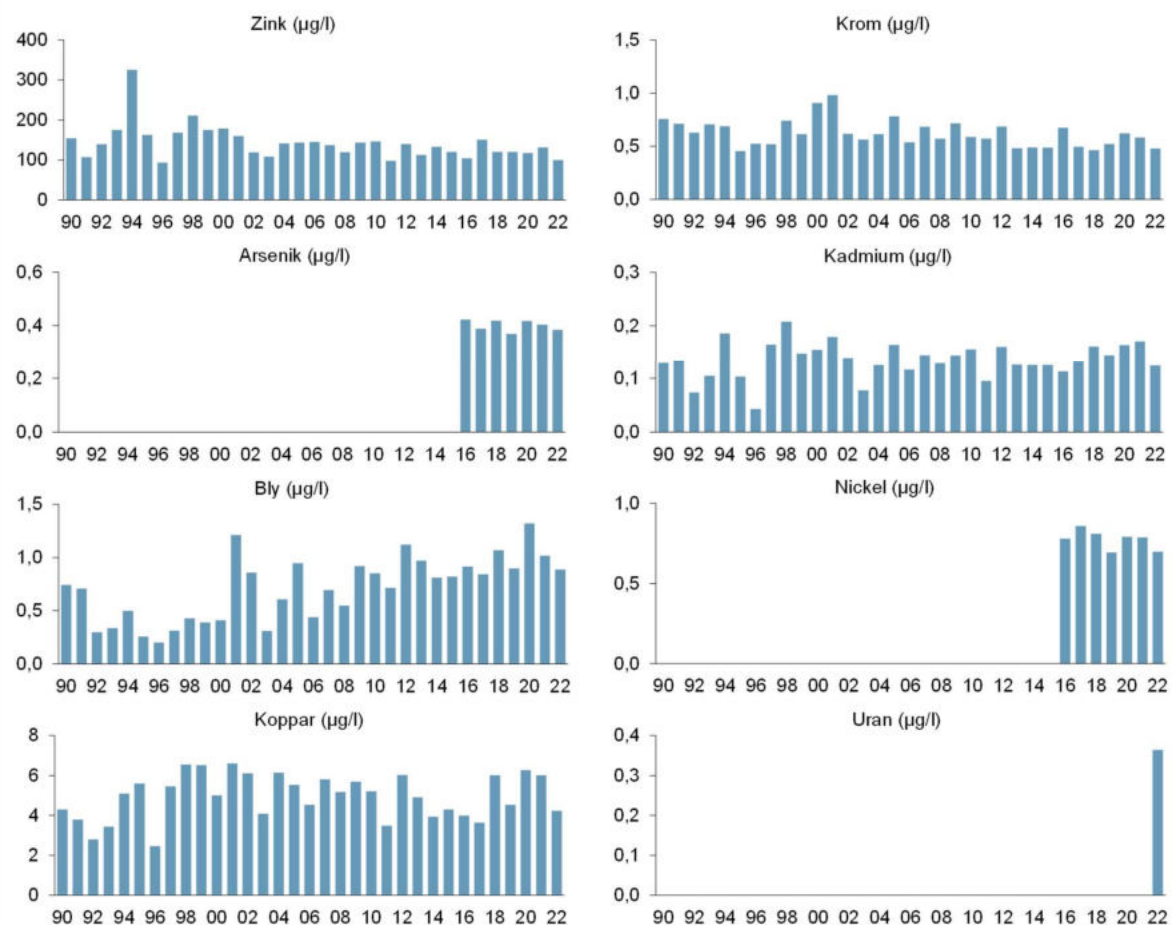 Zink (µg/l)
400
300
200
100
0
90 92 94 96 98 00 02 04 06 08 10 12 14 16 18 20 22
Krom (µg/l)
1,5
1,0
0,5
0,0
90 92 94 96 98 00 02 04 06 08 10 12 14 16 18 20 22
Arsenik (µg/l)
0,6
0,4
0,2
0,0
90 92 94 96 98 00 02 04 06 08 10 12 14 16 18 20 22
Kadmium (µg/l)
0,3
0,2
0,1
0,0
90 92 94 96 98 00 02 04 06 08 10 12 14 16 18 20 22
Bly (µg/l)
1,5
1,0
0,5
0,0
90 92 94 96 98 00 02 04 06 08 10 12 14 16 18 20 22
Nickel (µg/l)
1,0
0,5
0,0
90 92 94 96 98 00 02 04 06 08 10 12 14 16 18 20 22
Koppar (µg/l)
8
6
4
2
0
90 92 94 96 98 00 02 04 06 08 10 12 14 16 18 20 22
Uran (µg/l)
0,4
0,3
0,2
0,1
0,0
90 92 94 96 98 00 02 04 06 08 10 12 14 16 18 20 22